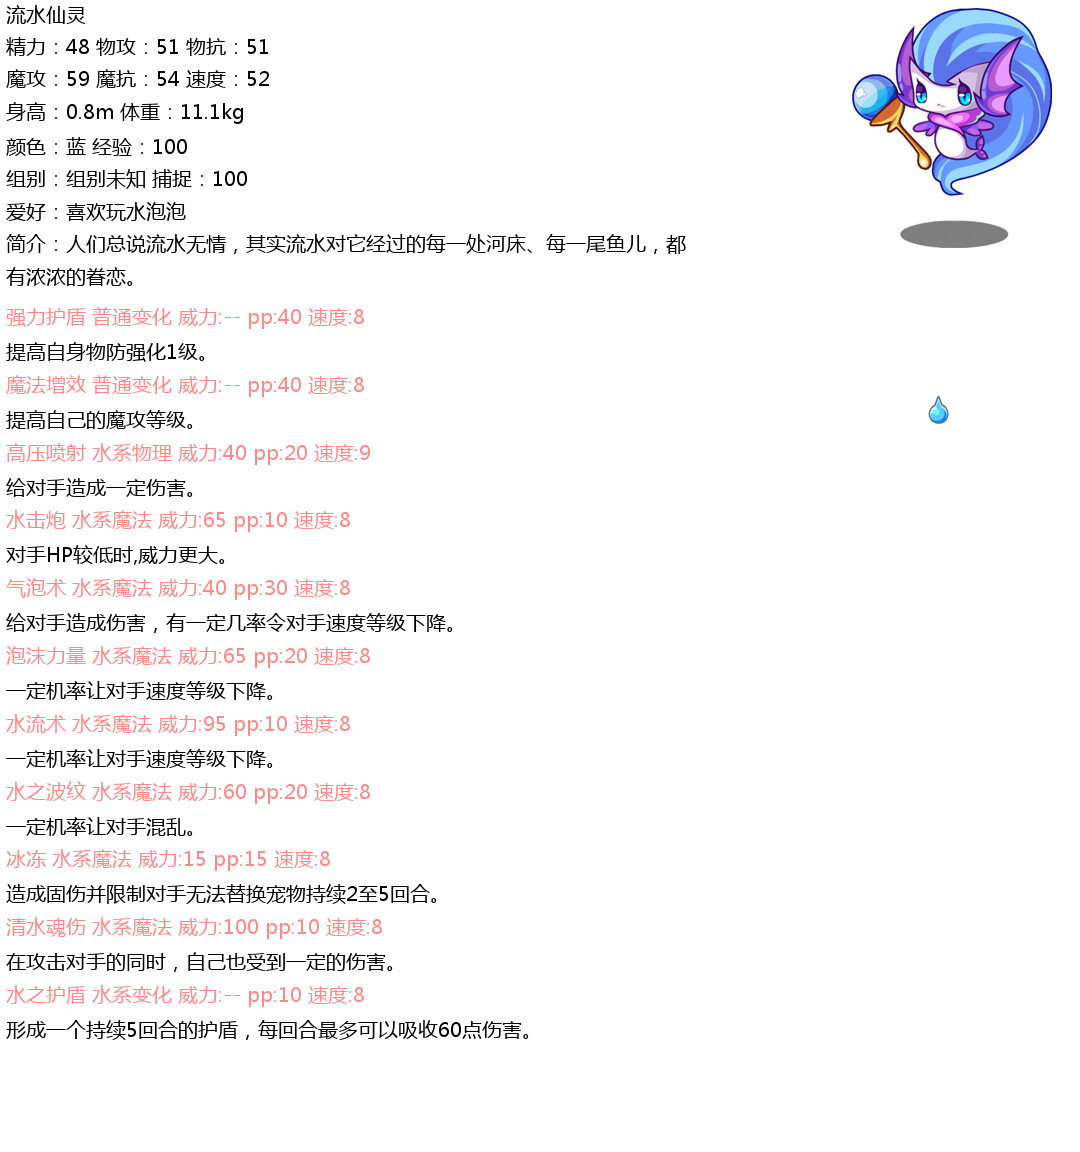 流水仙灵
精力：48 物攻：51 物抗：51
魔攻：59 魔抗：54 速度：52
身高：0.8m 体重：11.1kg
颜色：蓝 经验：100
组别：组别未知 捕捉：100
爱好：喜欢玩水泡泡
简介：人们总说流水无情，其实流水对它经过的每一处河床、每一尾鱼儿，都
有浓浓的眷恋。
强力护盾 普通变化 威力:-- pp:40 速度:8
提高自身物防强化1级。
魔法增效 普通变化 威力:-- pp:40 速度:8
提高自己的魔攻等级。
高压喷射 水系物理 威力:40 pp:20 速度:9
给对手造成一定伤害。
水击炮 水系魔法 威力:65 pp:10 速度:8
对手HP较低时,威力更大。
气泡术 水系魔法 威力:40 pp:30 速度:8
给对手造成伤害，有一定几率令对手速度等级下降。
泡沫力量 水系魔法 威力:65 pp:20 速度:8
一定机率让对手速度等级下降。
水流术 水系魔法 威力:95 pp:10 速度:8
一定机率让对手速度等级下降。
水之波纹 水系魔法 威力:60 pp:20 速度:8
一定机率让对手混乱。
冰冻 水系魔法 威力:15 pp:15 速度:8
造成固伤并限制对手无法替换宠物持续2至5回合。
清水魂伤 水系魔法 威力:100 pp:10 速度:8
在攻击对手的同时，自己也受到一定的伤害。
水之护盾 水系变化 威力:-- pp:10 速度:8
形成一个持续5回合的护盾，每回合最多可以吸收60点伤害。